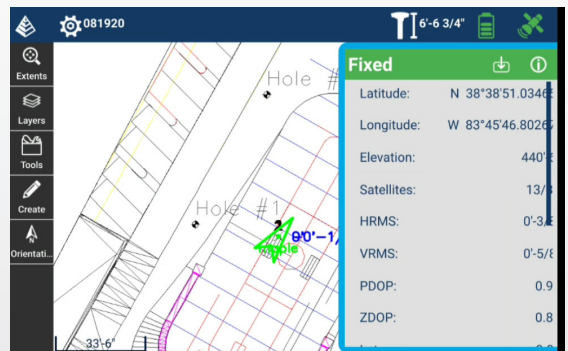 081920
6'-6 3/4"
Extents
Layers
Tools
Create
Orientati...
Hole #
Hole #1
2
33'-6"
Fixed
Latitude: N 38°38'51.0346
Longitude: W 83°45'46.8026
Elevation: 440'
Satellites: 13/
HRMS: 0'-3/
VRMS: 0'-5/8
PDOP: 0.9
ZDOP: 0.8